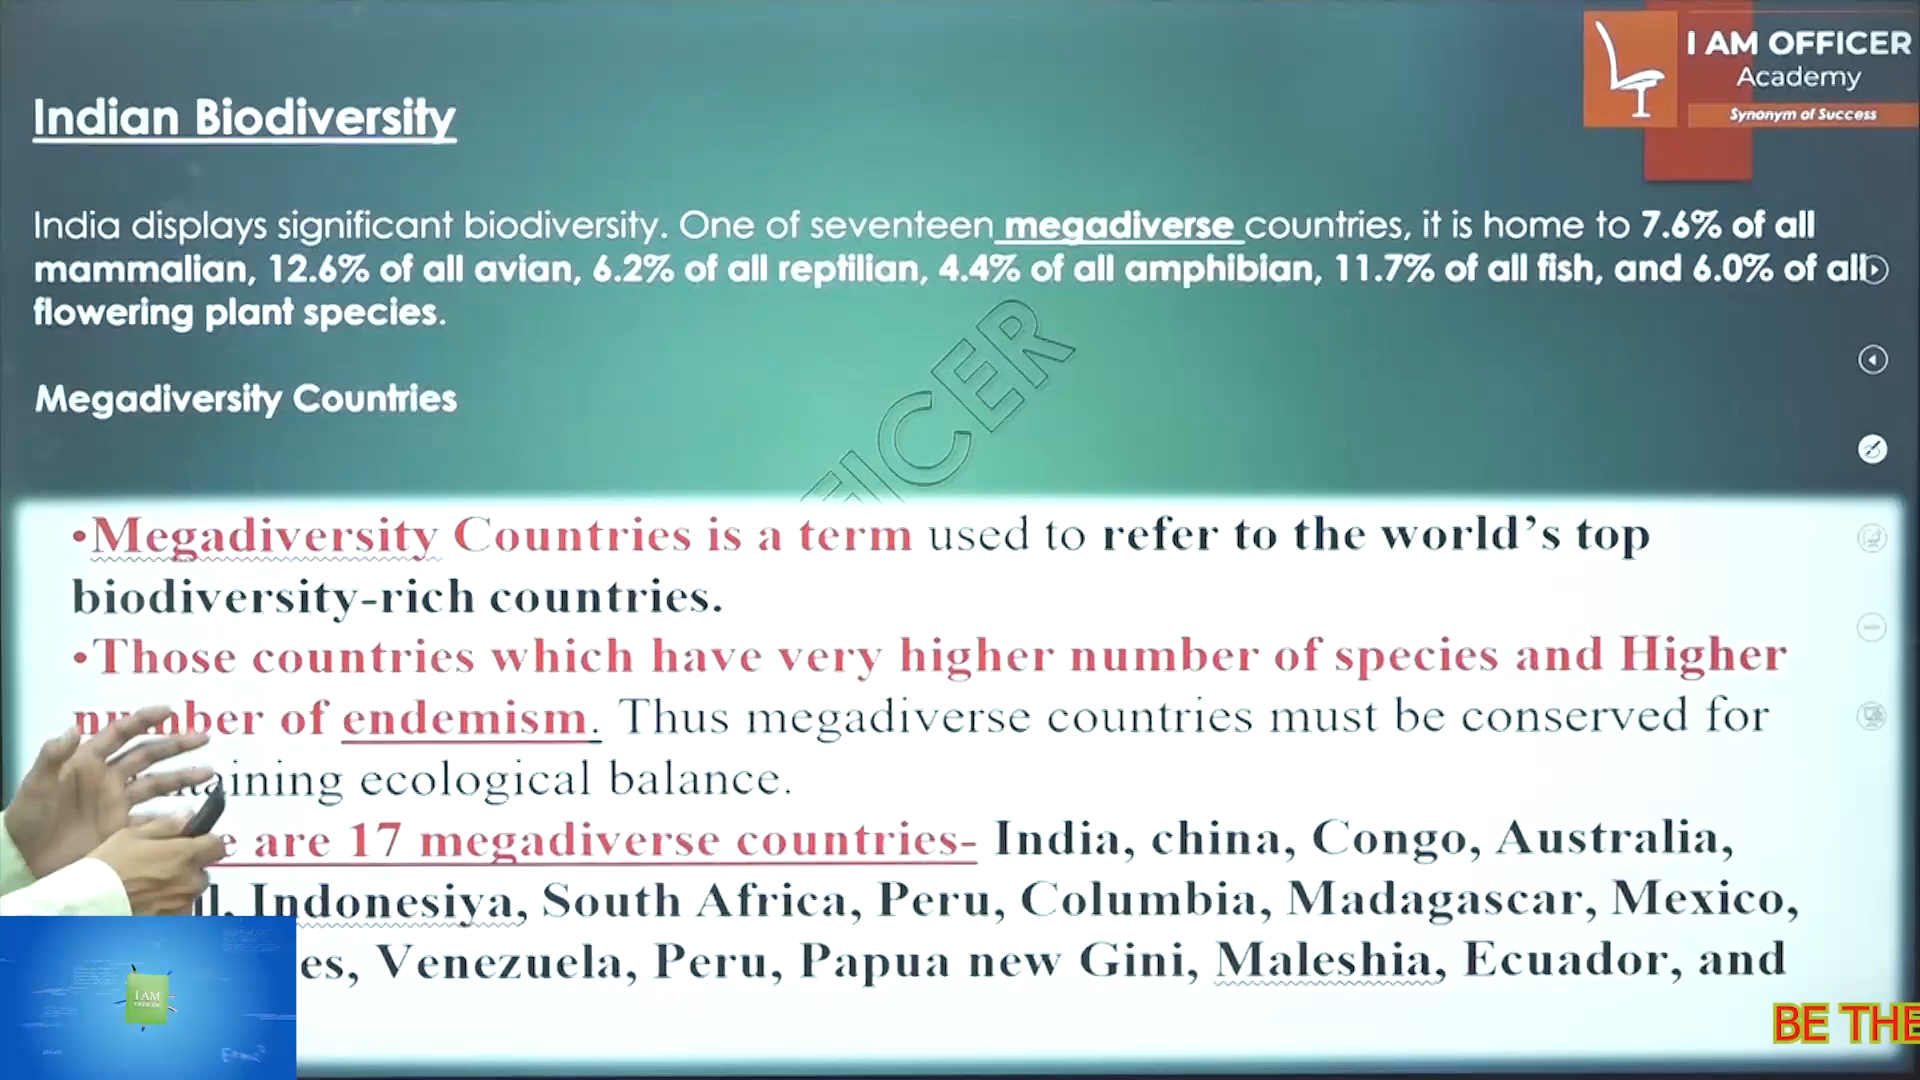 I AM OFFICER
Academy
Synonym of Success
Indian Biodiversity
India displays significant biodiversity. One of seventeen megadiverse countries, it is home to 7.6% of all
mammalian, 12.6% of all avian, 6.2% of all reptilian, 4.4% of all amphibian, 11.7% of all fish, and 6.0% of all
flowering plant species.
Megadiversity Countries
•Megadiversity Countries is a term used to refer to the world’s top
biodiversity-rich countries.
•Those countries which have very higher number of species and Higher
number of endemism. Thus megadiverse countries must be conserved for
ecological balance.
are 17 megadiverse countries- India, china, Congo, Australia,
Indonesiya, South Africa, Peru, Columbia, Madagascar, Mexico,
Venezuela, Peru, Papua new Gini, Maleshia, Ecuador, and
I AM
OFFICER
BE THE